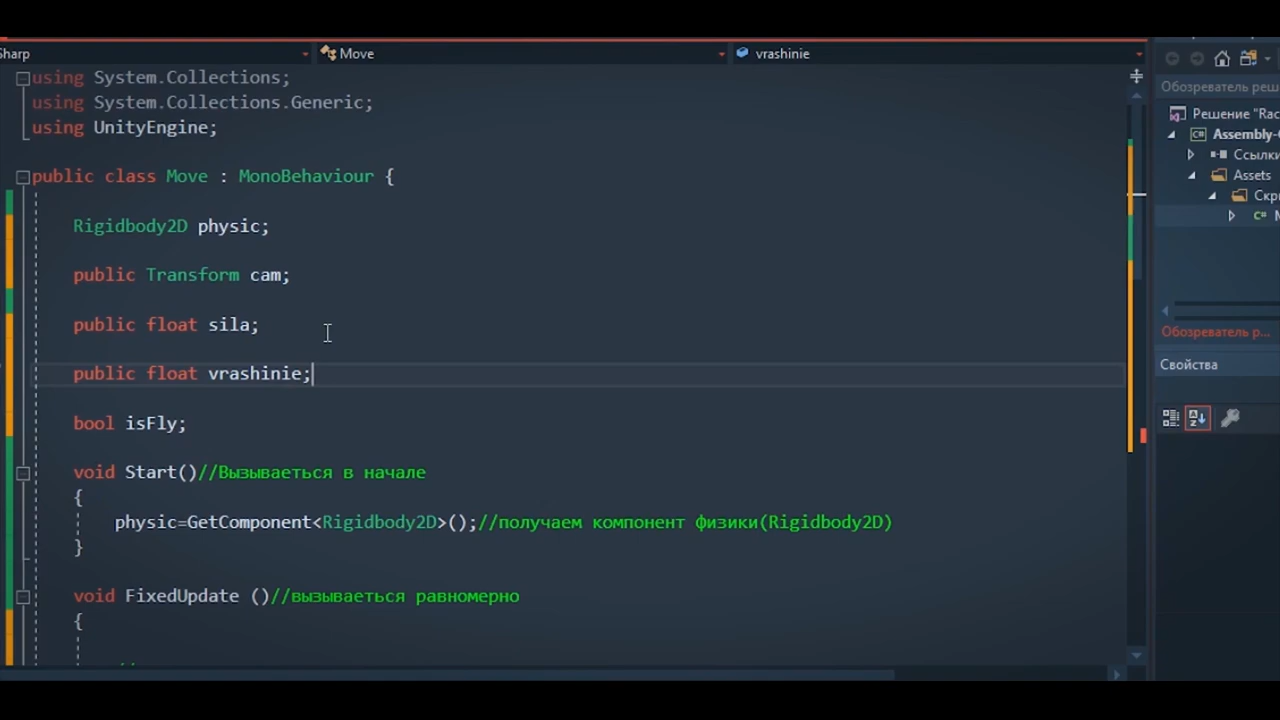 Sharp
Move
vrashinie
using System.Collections;
using System.Collections.Generic;
using UnityEngine;
public class Move : MonoBehaviour {
Rigidbody2D physic;
public Transform cam;
public float sila;
public float vrashinie;
bool isFly;
void Start()//Вызываеться в начале
{
physic=GetComponent<Rigidbody2D>();//получаем компонент физики(Rigidbody2D)
}
void FixedUpdate ()//вызываеться равномерно
{
Обозреватель реш
Решение "Rac
Assembly-
Ссылки
Assets
Скр
Обозреватель р...
Свойства